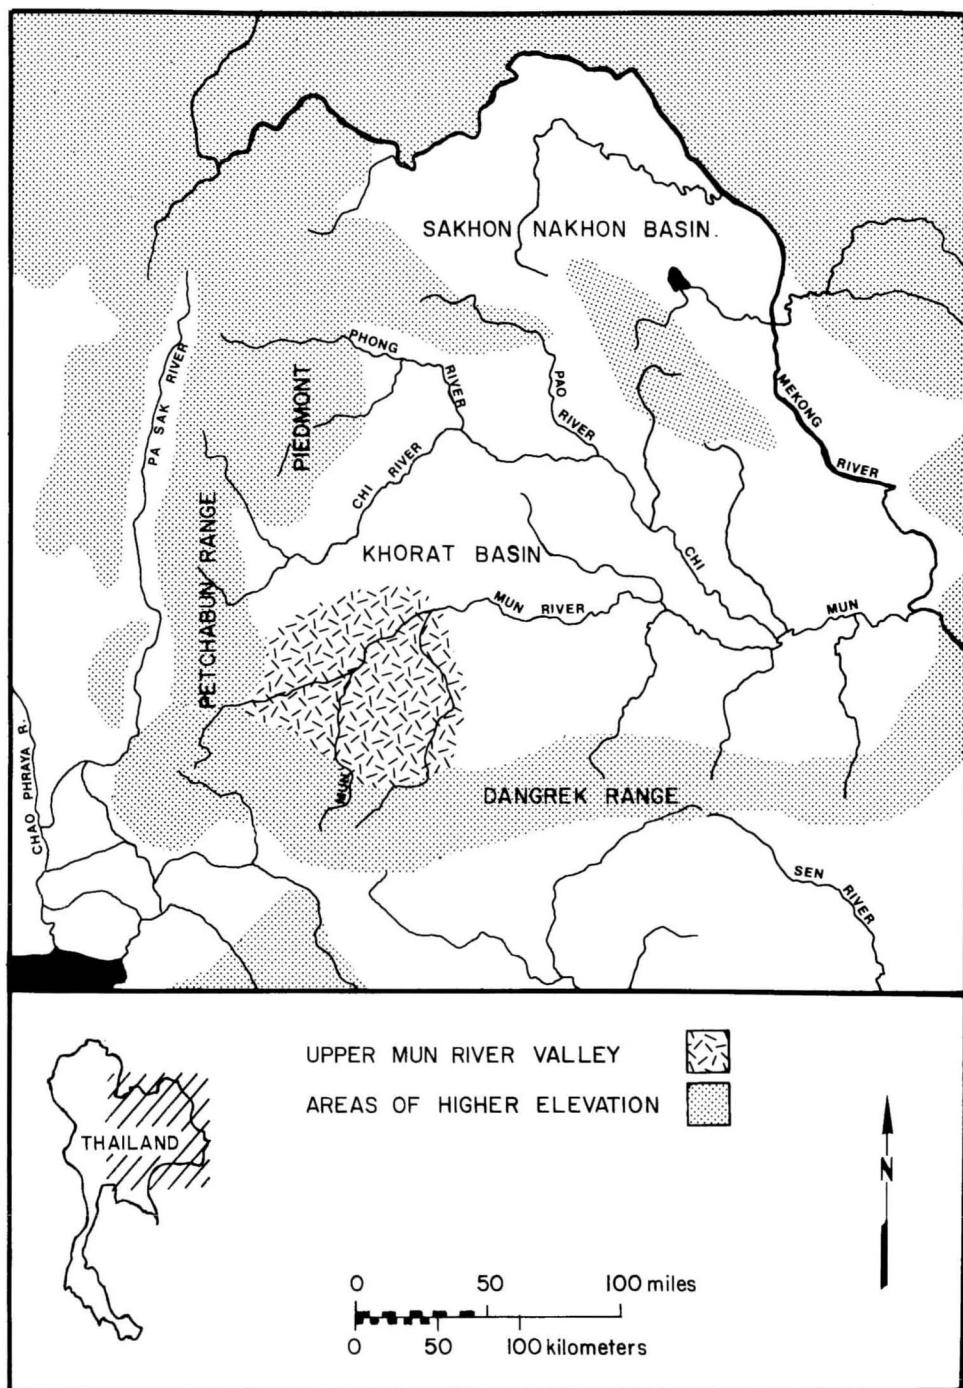 SAKHON NAKHON BASIN.
PHONG RIVER
PIEDMONT
PA SAK RIVER
PAO RIVER
MEKONG RIVER
CHI RIVER
PETCHABUN RANGE
KHORAT BASIN
CHI
MUN RIVER
MUN
CHAO PHRAYA R.
MUN
DANGREK RANGE
SEN RIVER
UPPER MUN RIVER VALLEY
AREAS OF HIGHER ELEVATION
THAILAND
N
0 50 100 miles
0 50 100 kilometers